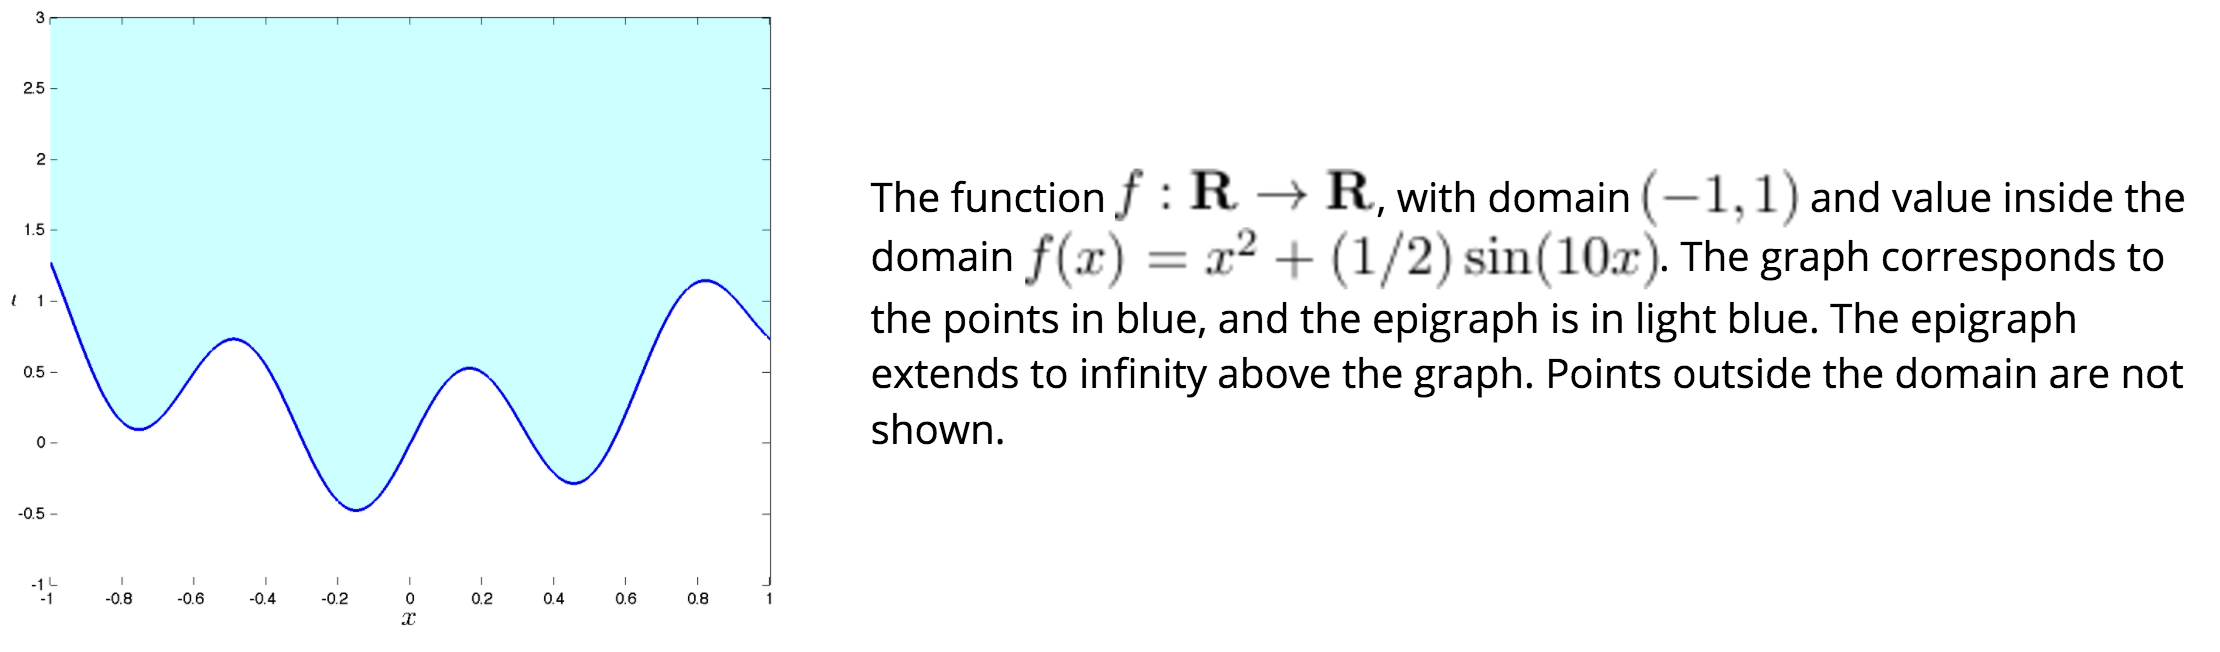 3
2.5
2
1.5
t 1
0.5
0
-0.5
-1
-1 -0.8 -0.6 -0.4 -0.2 0 0.2 0.4 0.6 0.8 1
x
The function f : R → R, with domain (−1, 1) and value inside the
domain f(x) = x² + (1/2) sin(10x). The graph corresponds to
the points in blue, and the epigraph is in light blue. The epigraph
extends to infinity above the graph. Points outside the domain are not
shown.